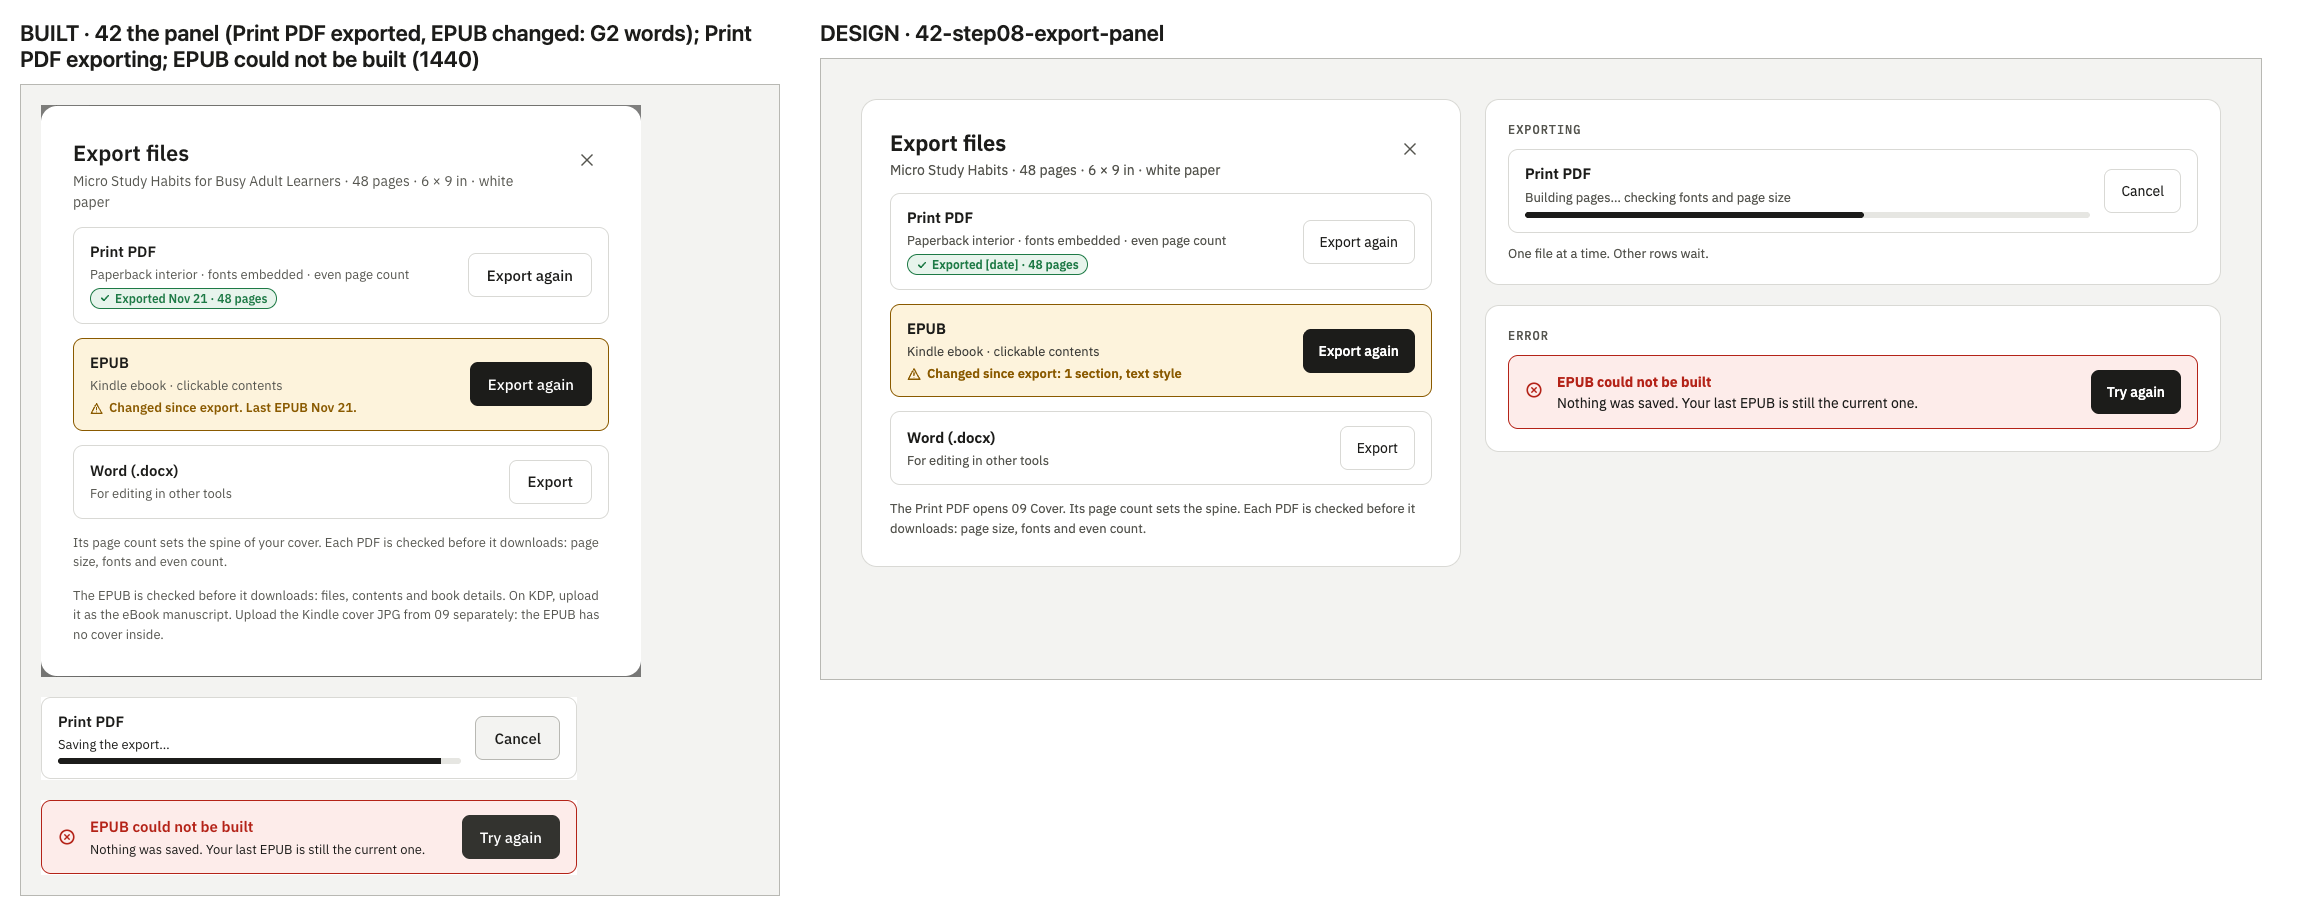 BUILT · 42 the panel (Print PDF exported, EPUB changed: G2 words); Print
PDF exporting; EPUB could not be built (1440)
Export files
Micro Study Habits for Busy Adult Learners · 48 pages · 6 × 9 in · white
paper
Print PDF
Paperback interior · fonts embedded · even page count
Exported Nov 21 · 48 pages
Export again
EPUB
Kindle ebook · clickable contents
Changed since export. Last EPUB Nov 21.
Export again
Word (.docx)
For editing in other tools
Export
Its page count sets the spine of your cover. Each PDF is checked before it downloads: page
size, fonts and even count.
The EPUB is checked before it downloads: files, contents and book details. On KDP, upload
it as the eBook manuscript. Upload the Kindle cover JPG from 09 separately: the EPUB has
no cover inside.
Print PDF
Saving the export...
Cancel
EPUB could not be built
Nothing was saved. Your last EPUB is still the current one.
Try again
DESIGN · 42-step08-export-panel
Export files
Micro Study Habits · 48 pages · 6 × 9 in · white paper
Print PDF
Paperback interior · fonts embedded · even page count
Exported [date] · 48 pages
Export again
EPUB
Kindle ebook · clickable contents
Changed since export: 1 section, text style
Export again
Word (.docx)
For editing in other tools
Export
The Print PDF opens 09 Cover. Its page count sets the spine. Each PDF is checked before it
downloads: page size, fonts and even count.
EXPORTING
Print PDF
Building pages... checking fonts and page size
Cancel
One file at a time. Other rows wait.
ERROR
EPUB could not be built
Nothing was saved. Your last EPUB is still the current one.
Try again